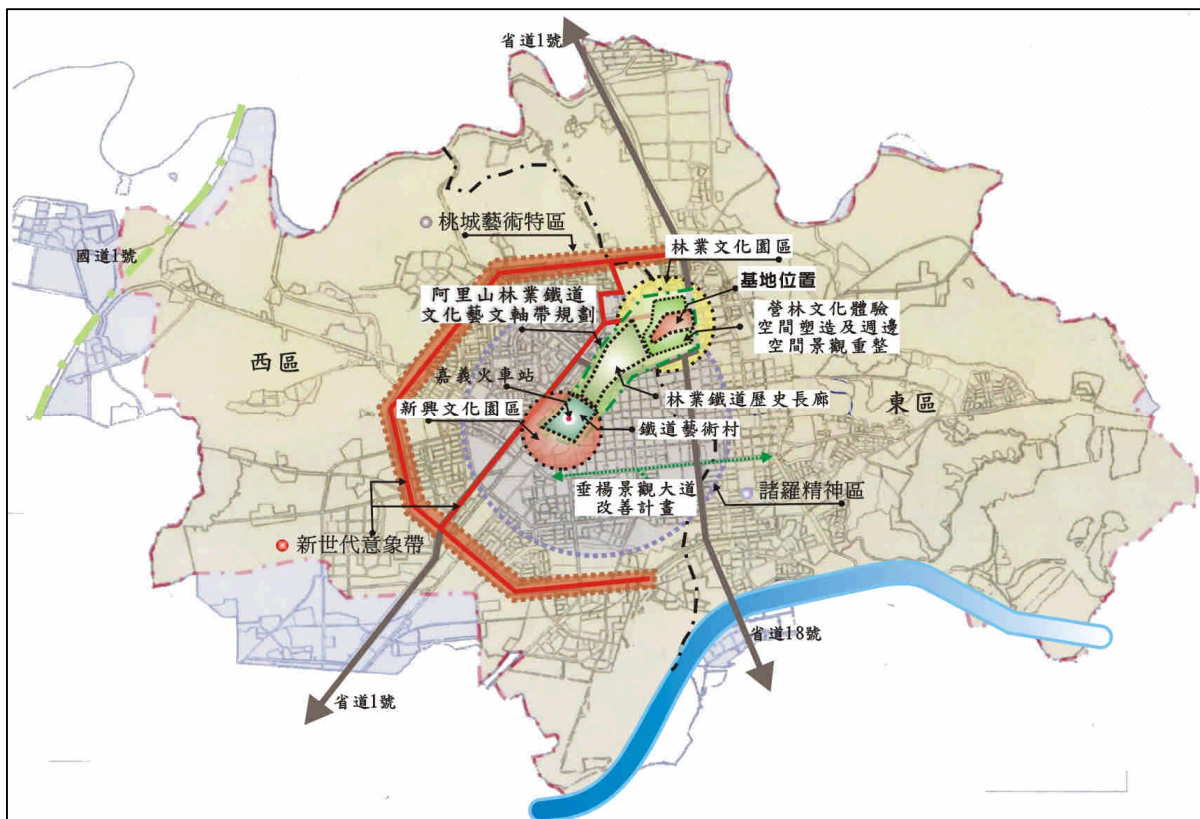 省道1號
國道1號
桃城藝術特區
林業文化園區
基地位置
阿里山林業鐵道
文化藝文軸帶規劃
營林文化體驗
空間塑造及週邊
空間景觀重整
西區
嘉義火車站
新興文化園區
林業鐵道歷史長廊
鐵道藝術村
東區
垂楊景觀大道
改善計畫
諸羅精神區
新世代意象帶
省道18號
省道1號